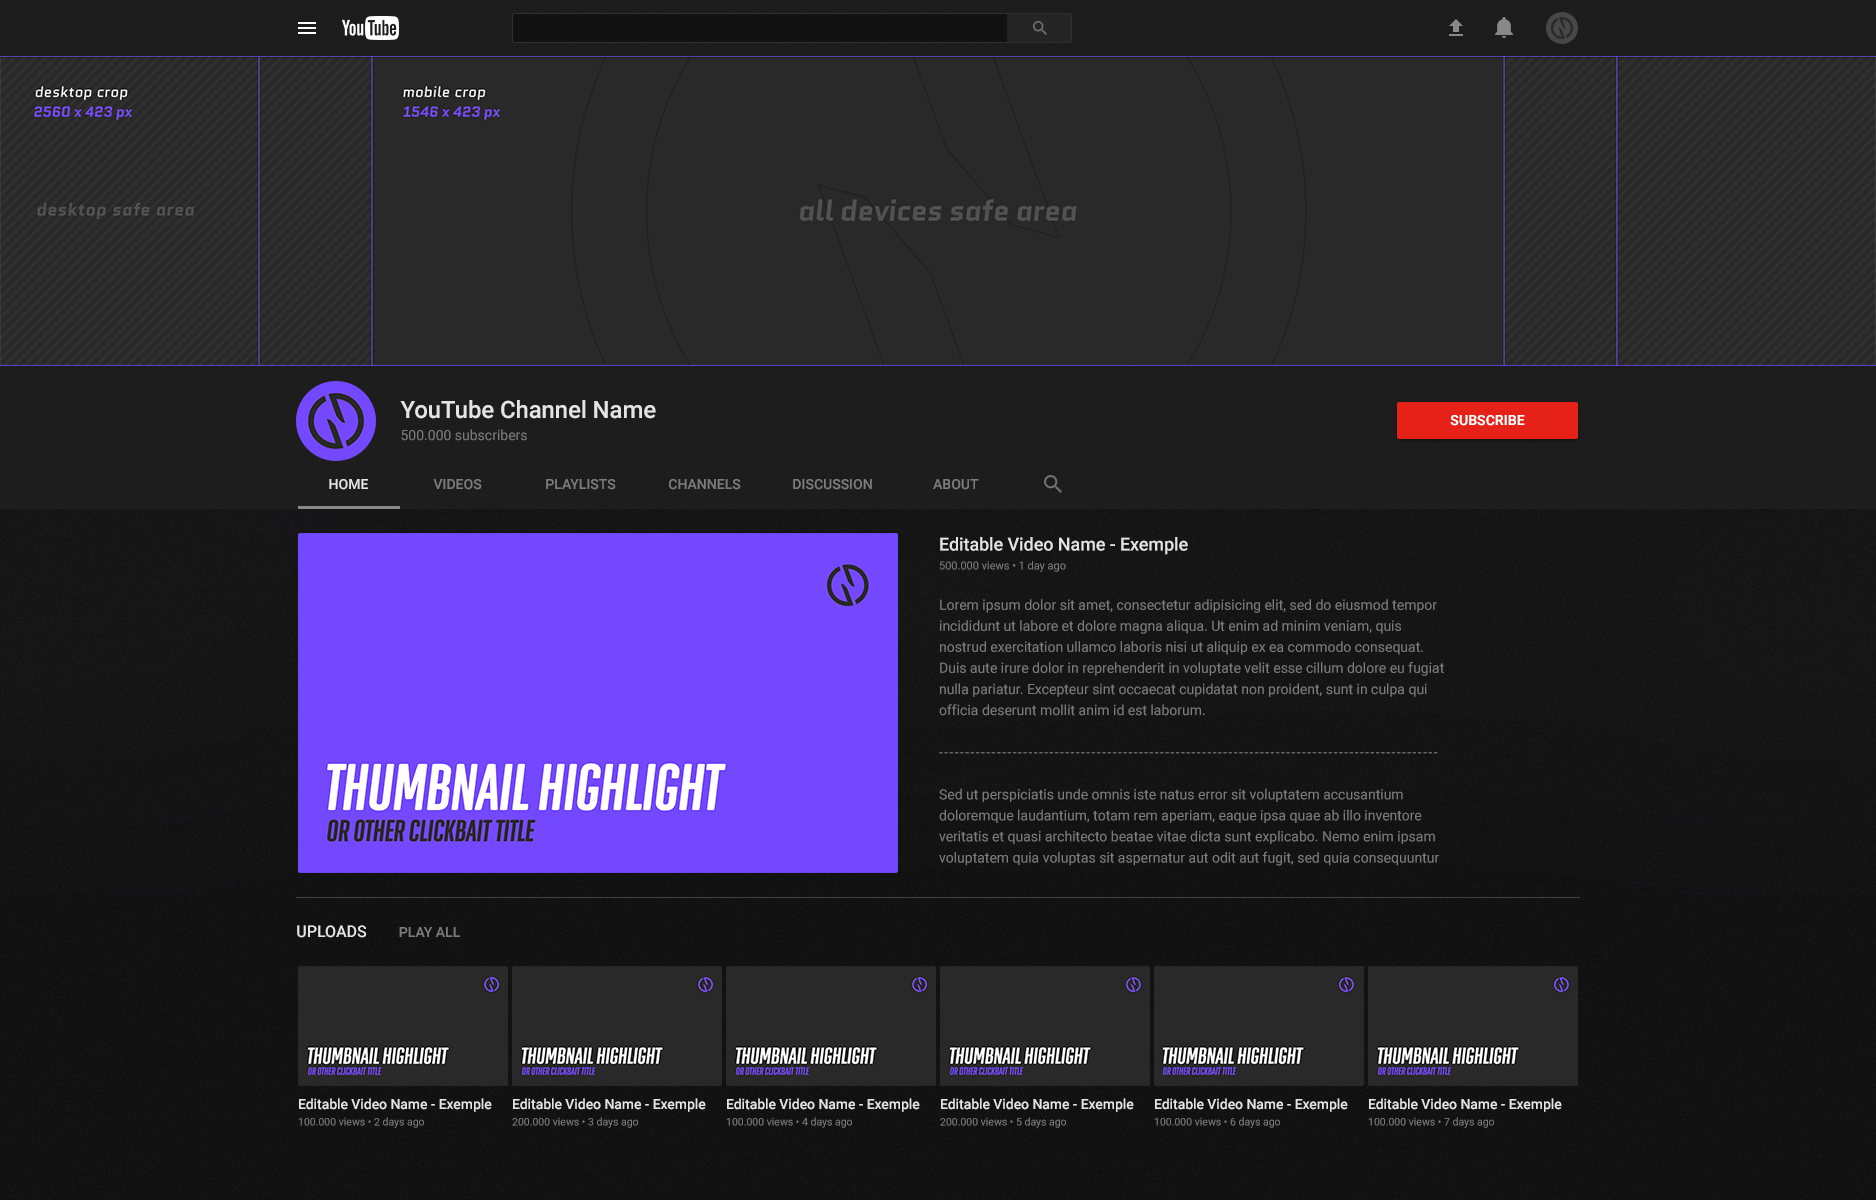 YouTube
desktop crop
2560 x 423 px
mobile crop
1546 x 423 px
desktop safe area
all devices safe area
YouTube Channel Name
500.000 subscribers
SUBSCRIBE
HOME VIDEOS PLAYLISTS CHANNELS DISCUSSION ABOUT
THUMBNAIL HIGHLIGHT
OR OTHER CLICKBAIT TITLE
Editable Video Name - Exemple
500.000 views • 1 day ago
Lorem ipsum dolor sit amet, consectetur adipisicing elit, sed do eiusmod tempor
incididunt ut labore et dolore magna aliqua. Ut enim ad minim veniam, quis
nostrud exercitation ullamco laboris nisi ut aliquip ex ea commodo consequat.
Duis aute irure dolor in reprehenderit in voluptate velit esse cillum dolore eu fugiat
nulla pariatur. Excepteur sint occaecat cupidatat non proident, sunt in culpa qui
officia deserunt mollit anim id est laborum.
-----------------------------------------------------------------------------------------------
Sed ut perspiciatis unde omnis iste natus error sit voluptatem accusantium
doloremque laudantium, totam rem aperiam, eaque ipsa quae ab illo inventore
veritatis et quasi architecto beatae vitae dicta sunt explicabo. Nemo enim ipsam
voluptatem quia voluptas sit aspernatur aut odit aut fugit, sed quia consequuntur
UPLOADS PLAY ALL
THUMBNAIL HIGHLIGHT
OR OTHER CLICKBAIT TITLE
Editable Video Name - Exemple
100.000 views • 2 days ago
THUMBNAIL HIGHLIGHT
OR OTHER CLICKBAIT TITLE
Editable Video Name - Exemple
200.000 views • 3 days ago
THUMBNAIL HIGHLIGHT
OR OTHER CLICKBAIT TITLE
Editable Video Name - Exemple
100.000 views • 4 days ago
THUMBNAIL HIGHLIGHT
OR OTHER CLICKBAIT TITLE
Editable Video Name - Exemple
200.000 views • 5 days ago
THUMBNAIL HIGHLIGHT
OR OTHER CLICKBAIT TITLE
Editable Video Name - Exemple
100.000 views • 6 days ago
THUMBNAIL HIGHLIGHT
OR OTHER CLICKBAIT TITLE
Editable Video Name - Exemple
100.000 views • 7 days ago